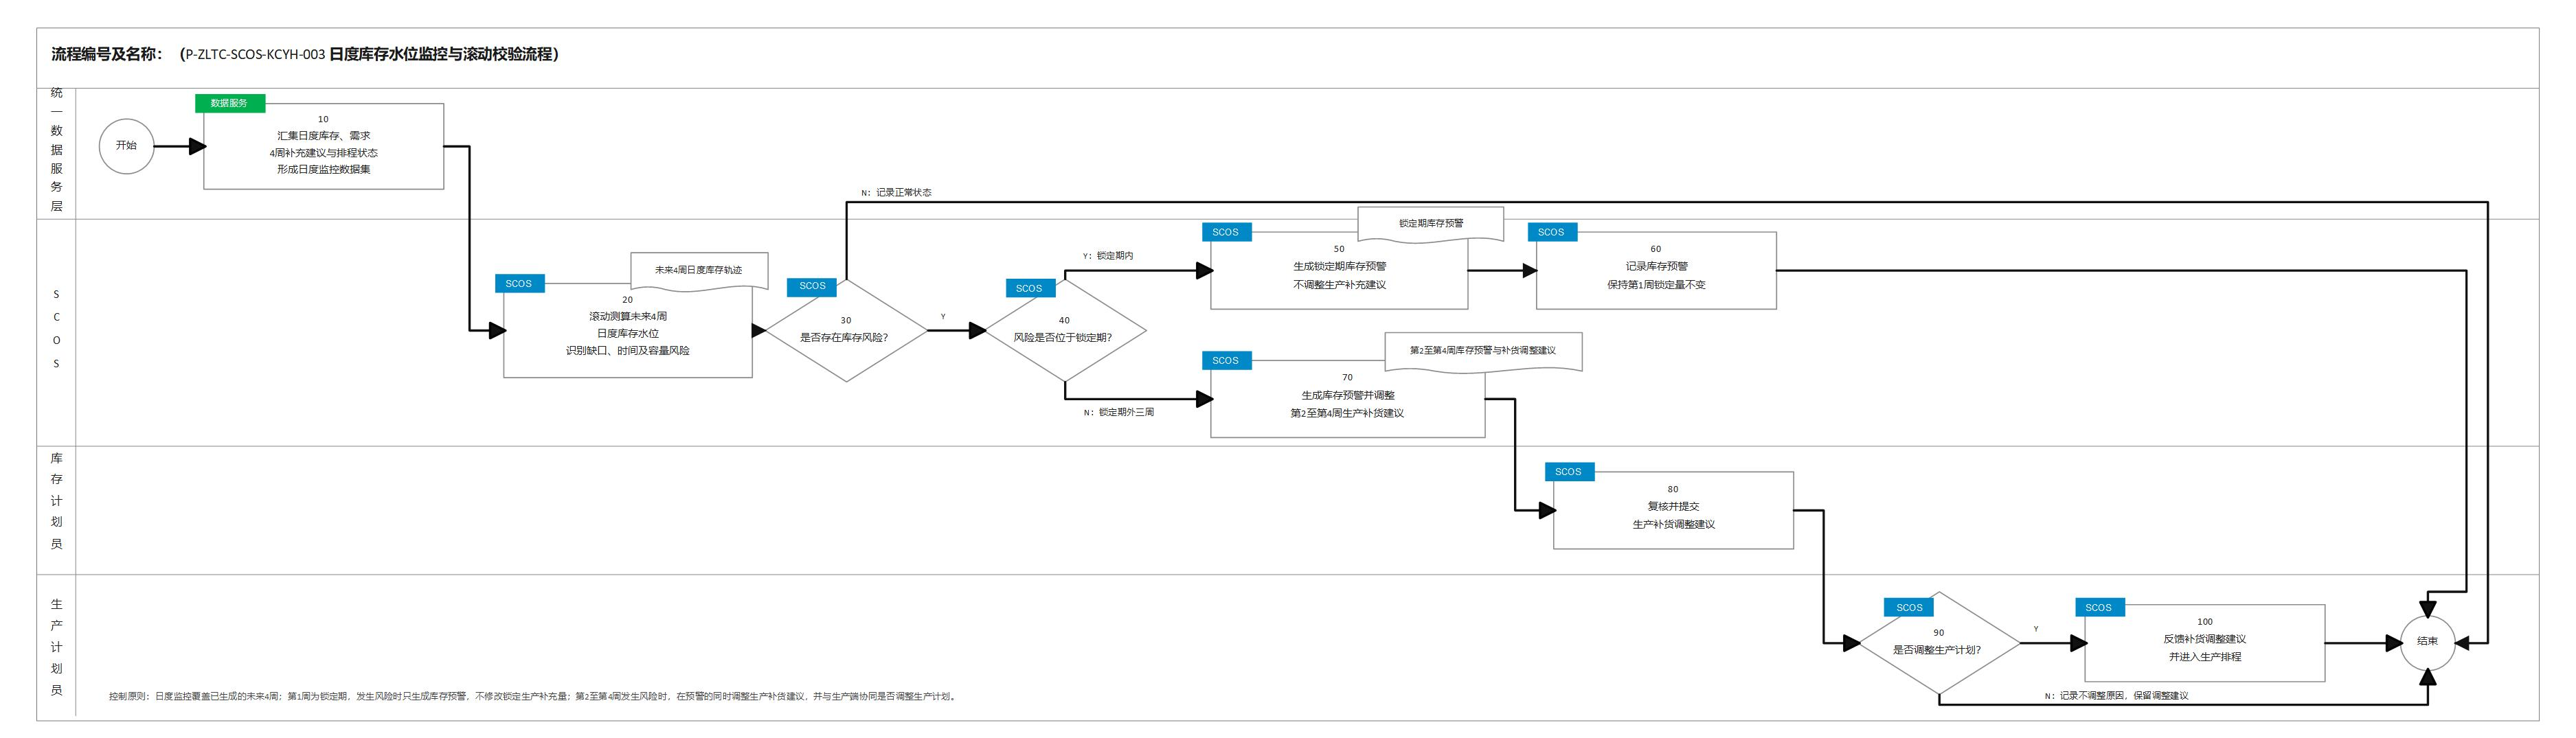 流程编号及名称：（P-ZLTC-SCOS-KCYH-003 日度库存水位监控与滚动校验流程）
统一数据服务层
开始
数据服务
10
汇集日度库存、需求
4周补充建议与排程状态
形成日度监控数据集
N：记录正常状态
SCOS
SCOS
未来4周日度库存轨迹
20
滚动测算未来4周
日度库存水位
识别缺口、时间及容量风险
SCOS
30
是否存在库存风险？
Y
SCOS
40
风险是否位于锁定期？
Y：锁定期内
N：锁定期外三周
SCOS
锁定期库存预警
50
生成锁定期库存预警
不调整生产补充建议
SCOS
60
记录库存预警
保持第1周锁定量不变
SCOS
第2至第4周库存预警与补货调整建议
70
生成库存预警并调整
第2至第4周生产补货建议
库存计划员
SCOS
80
复核并提交
生产补货调整建议
生产计划员
SCOS
90
是否调整生产计划？
Y
SCOS
100
反馈补货调整建议
并进入生产排程
结束
N：记录不调整原因，保留调整建议
控制原则：日度监控覆盖已生成的未来4周；第1周为锁定期，发生风险时只生成库存预警，不修改锁定生产补充量；第2至第4周发生风险时，在预警的同时调整生产补货建议，并与生产端协同是否调整生产计划。